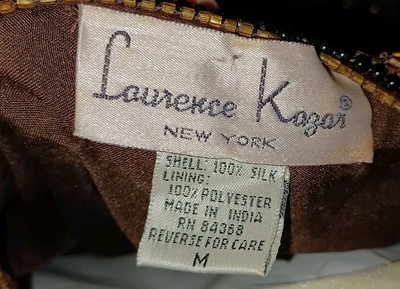 Laurence Kazar®
NEW YORK
SHELL: 100% SILK
LINING:
100% POLYESTER
MADE IN INDIA
RN 84368
REVERSE FOR CARE
M